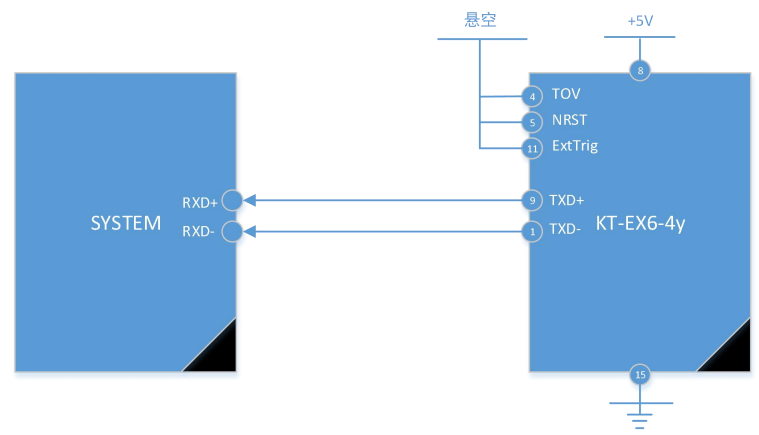 悬空
+5V
8
4
TOV
5
NRST
11
ExtTrig
RXD+
9
TXD+
SYSTEM
RXD-
1
TXD-
KT-EX6-4y
15